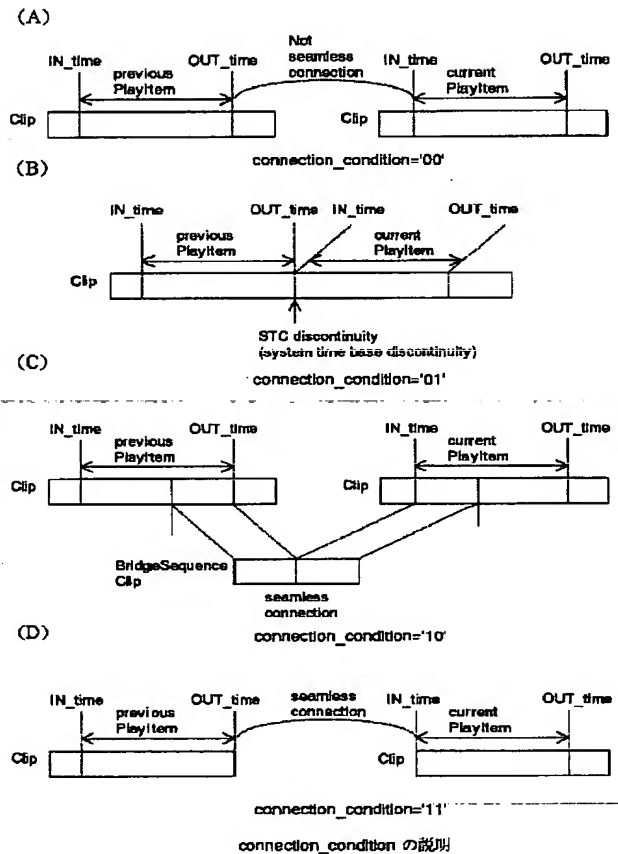 (A)
Not
seamless
connection
IN_time
previous
PlayItem
OUT_time
IN_time
current
PlayItem
OUT_time
Clip
Clip
connection_condition='00'
(B)
IN_time
OUT_time
IN_time
OUT_time
previous
PlayItem
current
PlayItem
Clip
STC discontinuity
(system time base discontinuity)
(C)
connection_condition='01'
IN_time
previous
PlayItem
OUT_time
IN_time
current
PlayItem
OUT_time
Clip
Clip
BridgeSequence
Clip
seamless
connection
(D)
connection_condition='10'
IN_time
previous
PlayItem
OUT_time
seamless
connection
IN_time
current
PlayItem
OUT_time
Clip
Clip
connection_condition='11'
connection_condition の説明